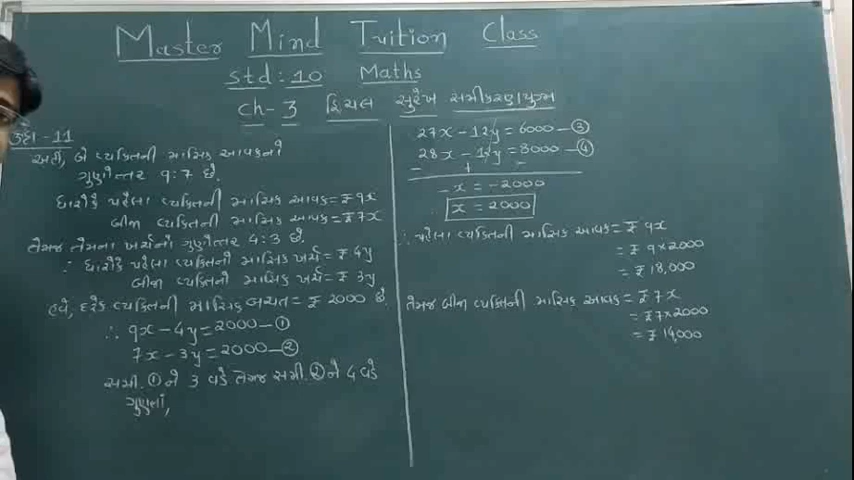 Master Mind Tuition Class
Std : 10 Maths
Ch - 3 દ્વિચલ સુરેખ સમીકરણયુગ્મ
ઉદા - 11
અહીં, બે વ્યક્તિની માસિક આવકનો
ગુણોત્તર 9:7 છે.
ધારોકે પહેલા વ્યક્તિની માસિક આવક = ₹ 9x
બીજા વ્યક્તિની માસિક આવક = ₹ 7x
તેમજ તેમના ખર્ચનો ગુણોત્તર 4:3 છે.
∴ ધારોકે પહેલા વ્યક્તિની માસિક ખર્ચ = ₹ 4y
બીજા વ્યક્તિની માસિક ખર્ચ = ₹ 3y
હવે, દરેક વ્યક્તિની માસિક બચત = ₹ 2000 છે.
∴ 9x - 4y = 2000 - ①
7x - 3y = 2000 - ②
સમી. ① ને 3 વડે તેમજ સમી. ② ને 4 વડે
ગુણતાં,
27x - 12y = 6000 - ③
28x - 12y = 8000 - ④
- + -
- x = - 2000
x = 2000
∴ પહેલા વ્યક્તિની માસિક આવક = ₹ 9x
= ₹ 9 x 2000
= ₹ 18,000
તેમજ બીજા વ્યક્તિની માસિક આવક = ₹ 7x
= ₹ 7 x 2000
= ₹ 14,000